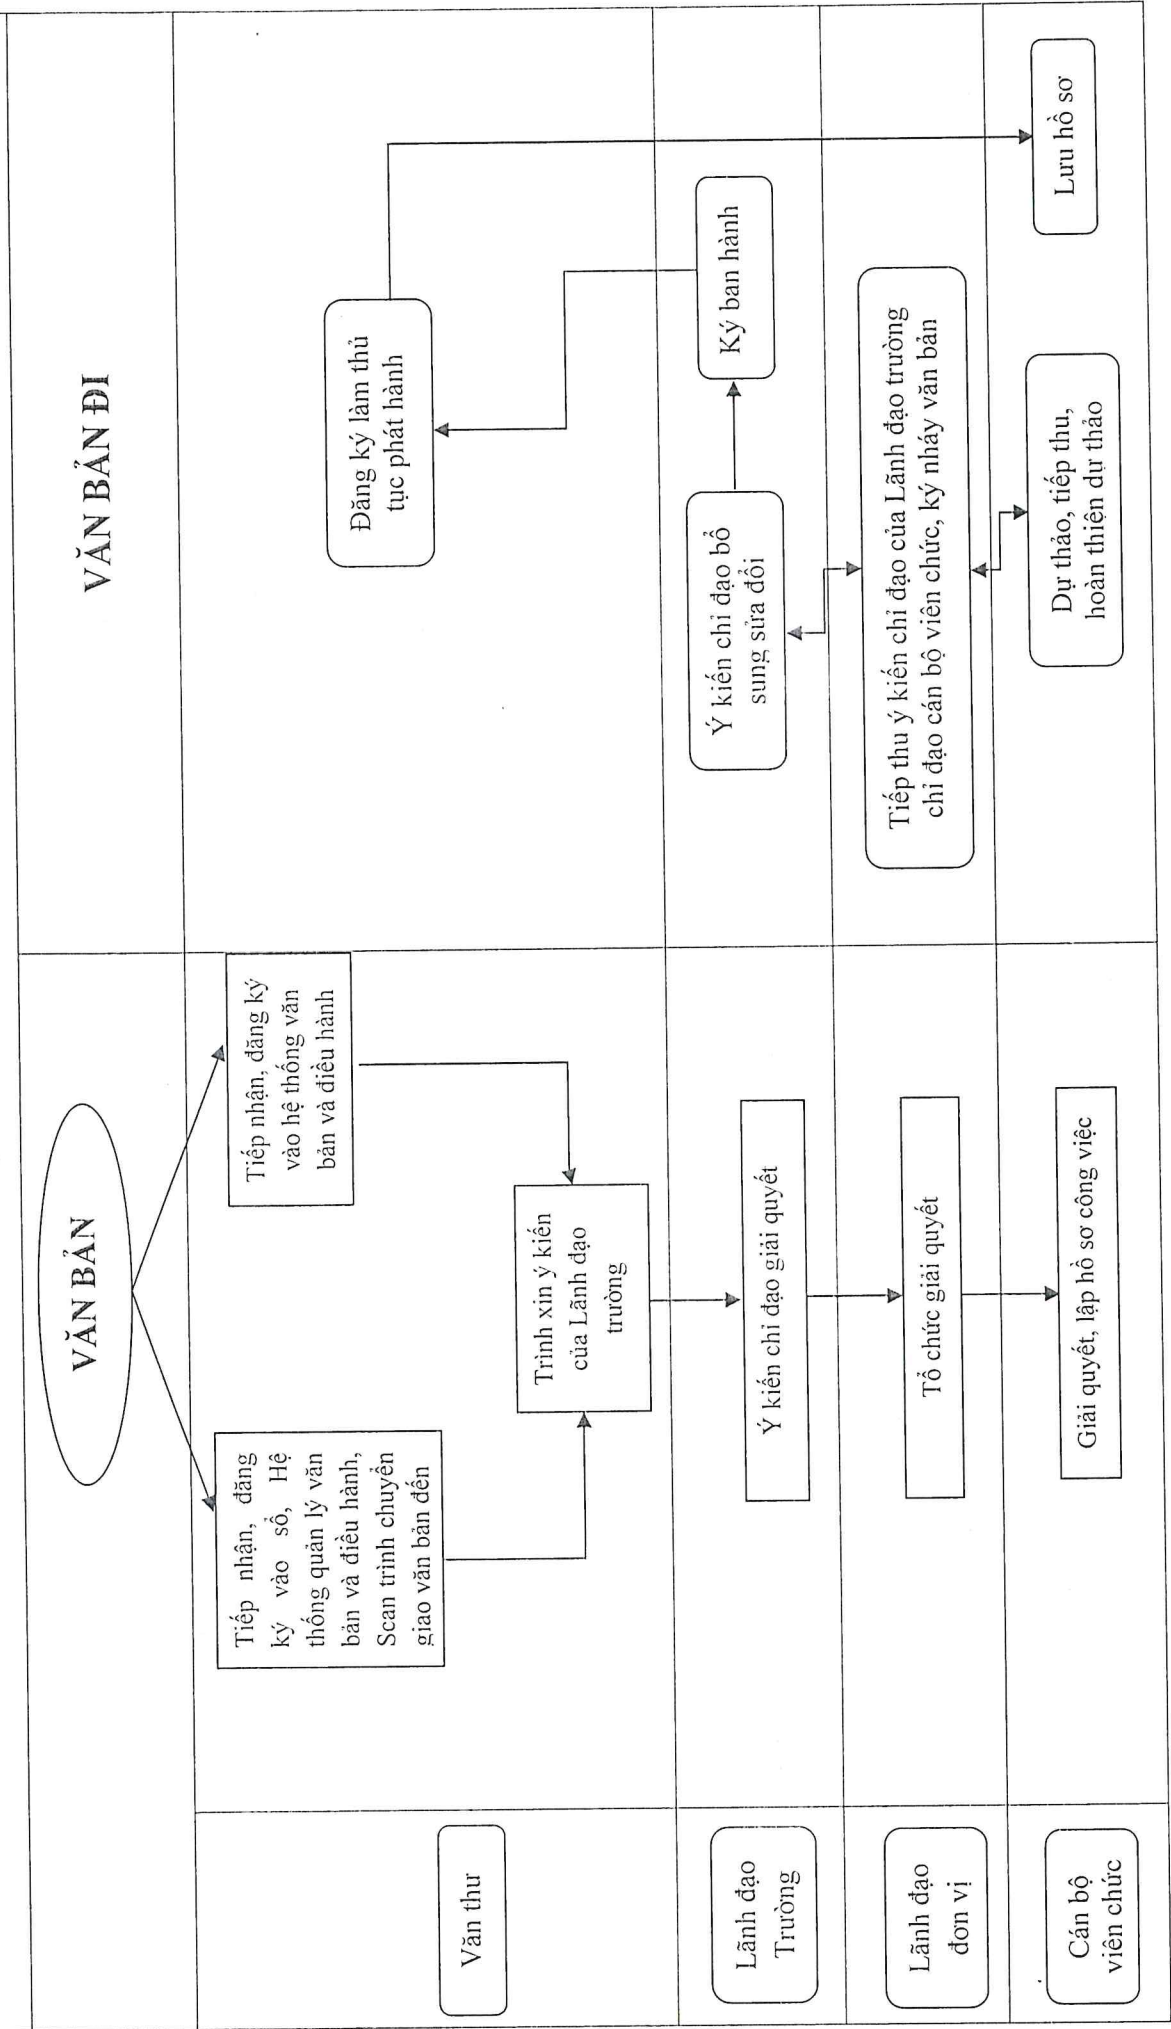 VĂN BẢN
VĂN BẢN ĐI
Văn thư
Tiếp nhận, đăng
ký vào sổ, Hệ
thống quản lý văn
bản và điều hành,
Scan trình chuyển
giao văn bản đến
Tiếp nhận, đăng ký
vào hệ thống văn
bản và điều hành
Trình xin ý kiến
của Lãnh đạo
trường
Đăng ký làm thủ
tục phát hành
Lãnh đạo
Trường
Ý kiến chỉ đạo giải quyết
Ý kiến chỉ đạo bổ
sung sửa đổi
Ký ban hành
Lãnh đạo
đơn vị
Tổ chức giải quyết
Tiếp thu ý kiến chỉ đạo của Lãnh đạo trường
chỉ đạo cán bộ viên chức, ký nháy văn bản
Cán bộ
viên chức
Giải quyết, lập hồ sơ công việc
Dự thảo, tiếp thu,
hoàn thiện dự thảo
Lưu hồ sơ